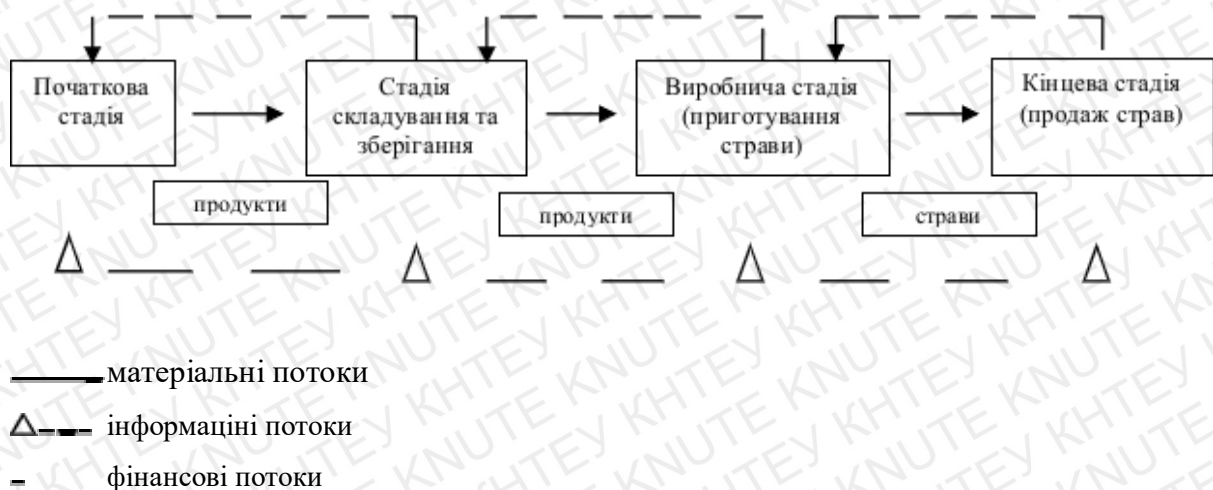 Початкова
стадія
Стадія
складування та
зберігання
Виробнича стадія
(приготування
страви)
Кінцева стадія
(продаж страв)
продукти
продукти
страви
матеріальні потоки
інформаціні потоки
фінансові потоки